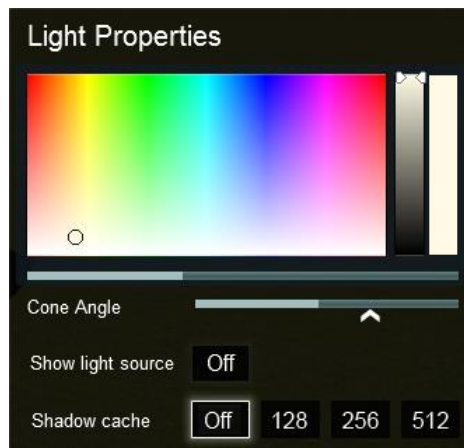 Light Properties
Cone Angle
Show light source Off
Shadow cache Off 128 256 512